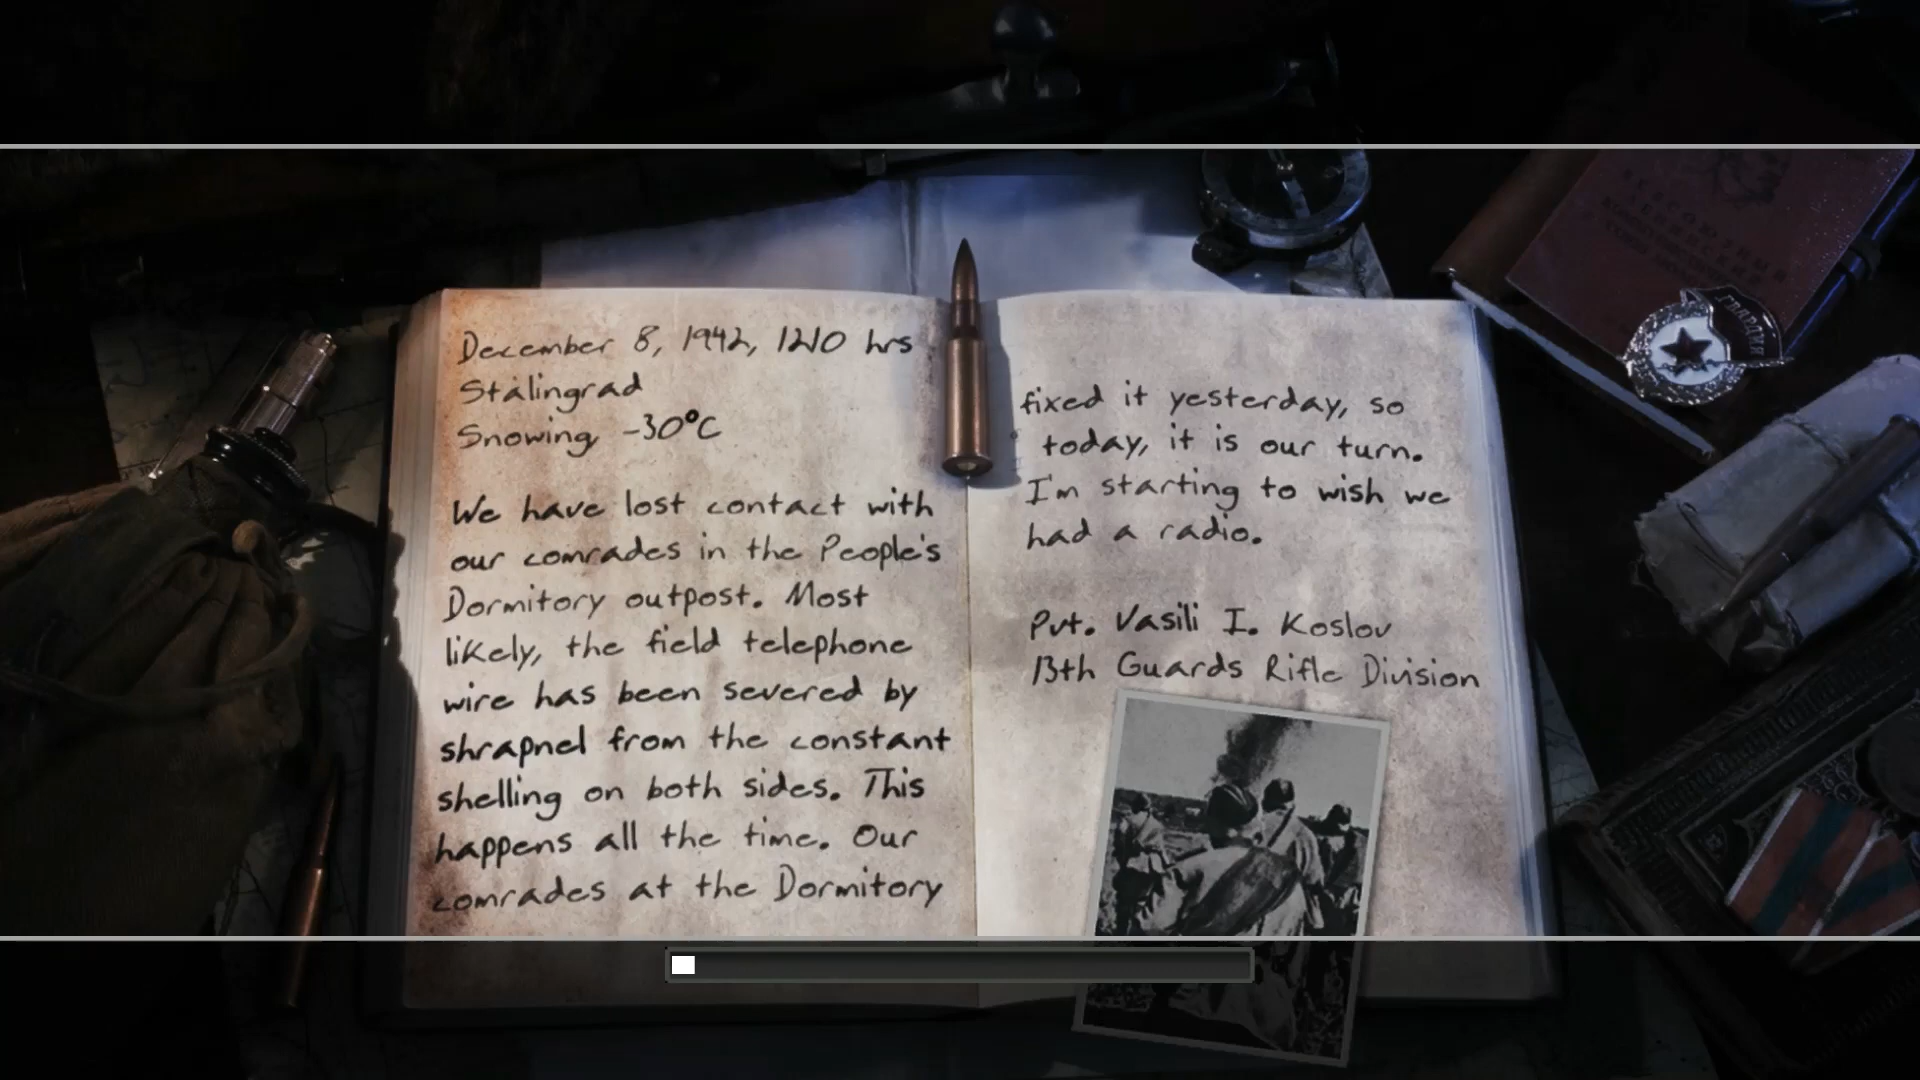 December 8, 1942, 1210 hrs
Stalingrad
Snowing -30°C
We have lost contact with
our comrades in the People's
Dormitory outpost. Most
likely, the field telephone
wire has been severed by
shrapnel from the constant
shelling on both sides. This
happens all the time. Our
comrades at the Dormitory
fixed it yesterday, so
today, it is our turn.
I'm starting to wish we
had a radio.
Pvt. Vasili I. Koslov
13th Guards Rifle Division
ГВАРДИЯ